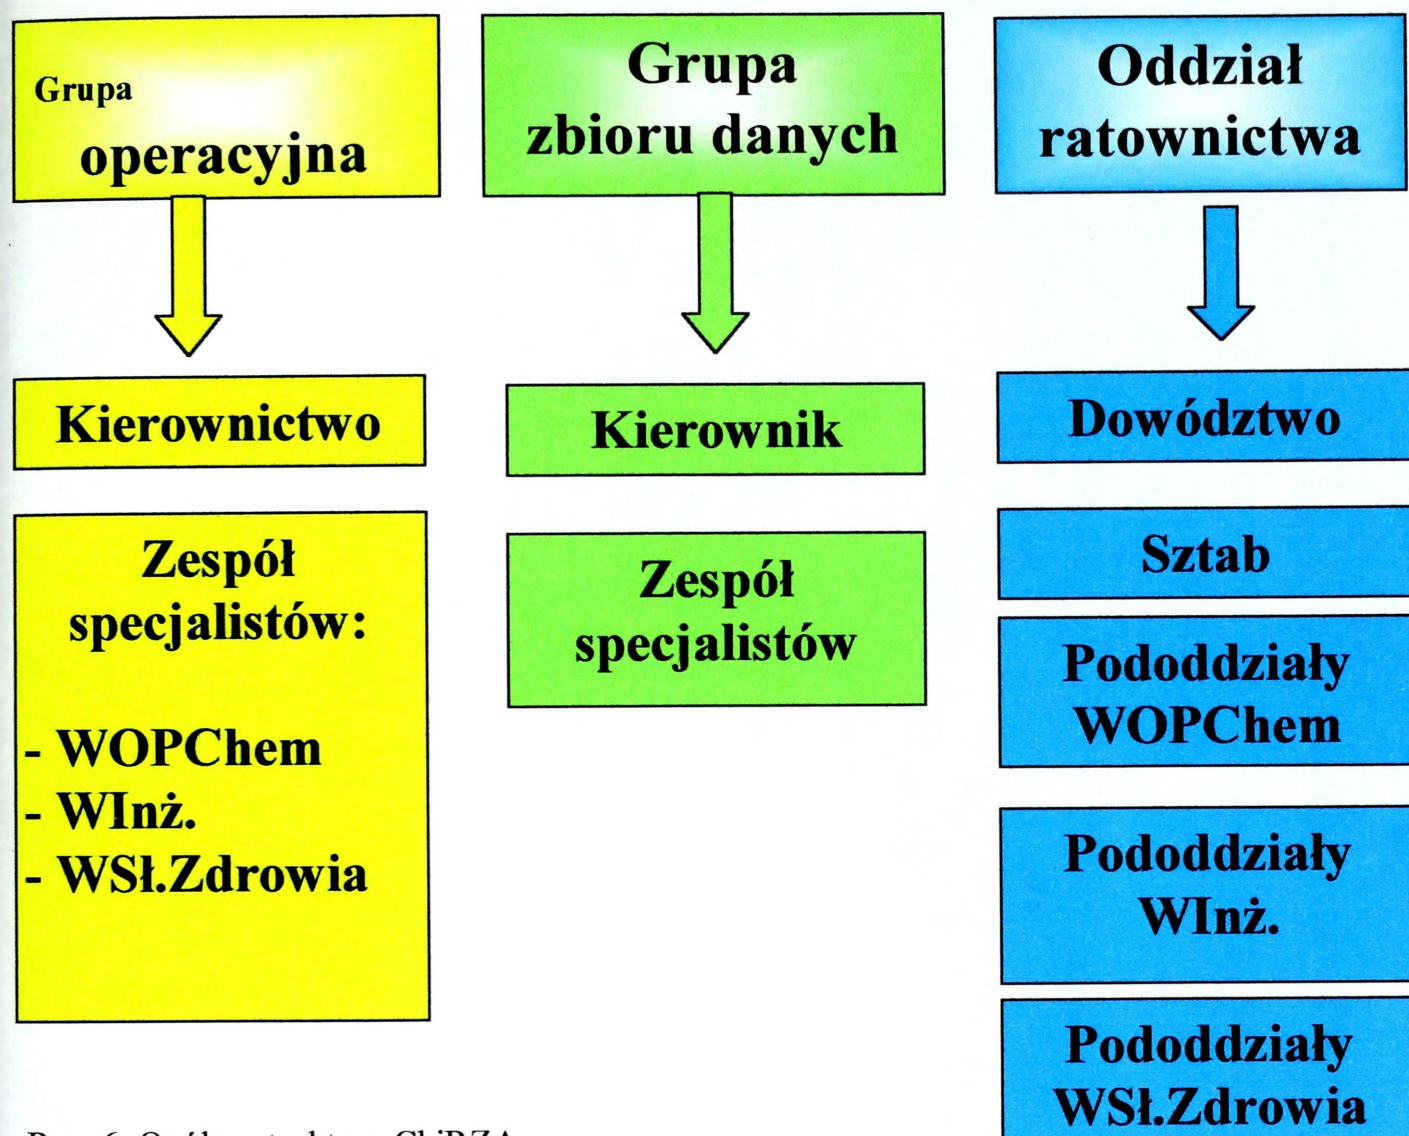 Grupa
operacyjna
Kierownictwo
Zespół
specjalistów:
- WOPChem
- WInż.
- WSł.Zdrowia
Grupa
zbioru danych
Kierownik
Zespół
specjalistów
Oddział
ratownictwa
Dowództwo
Sztab
Pododdziały
WOPChem
Pododdziały
WInż.
Pododdziały
WSł.Zdrowia